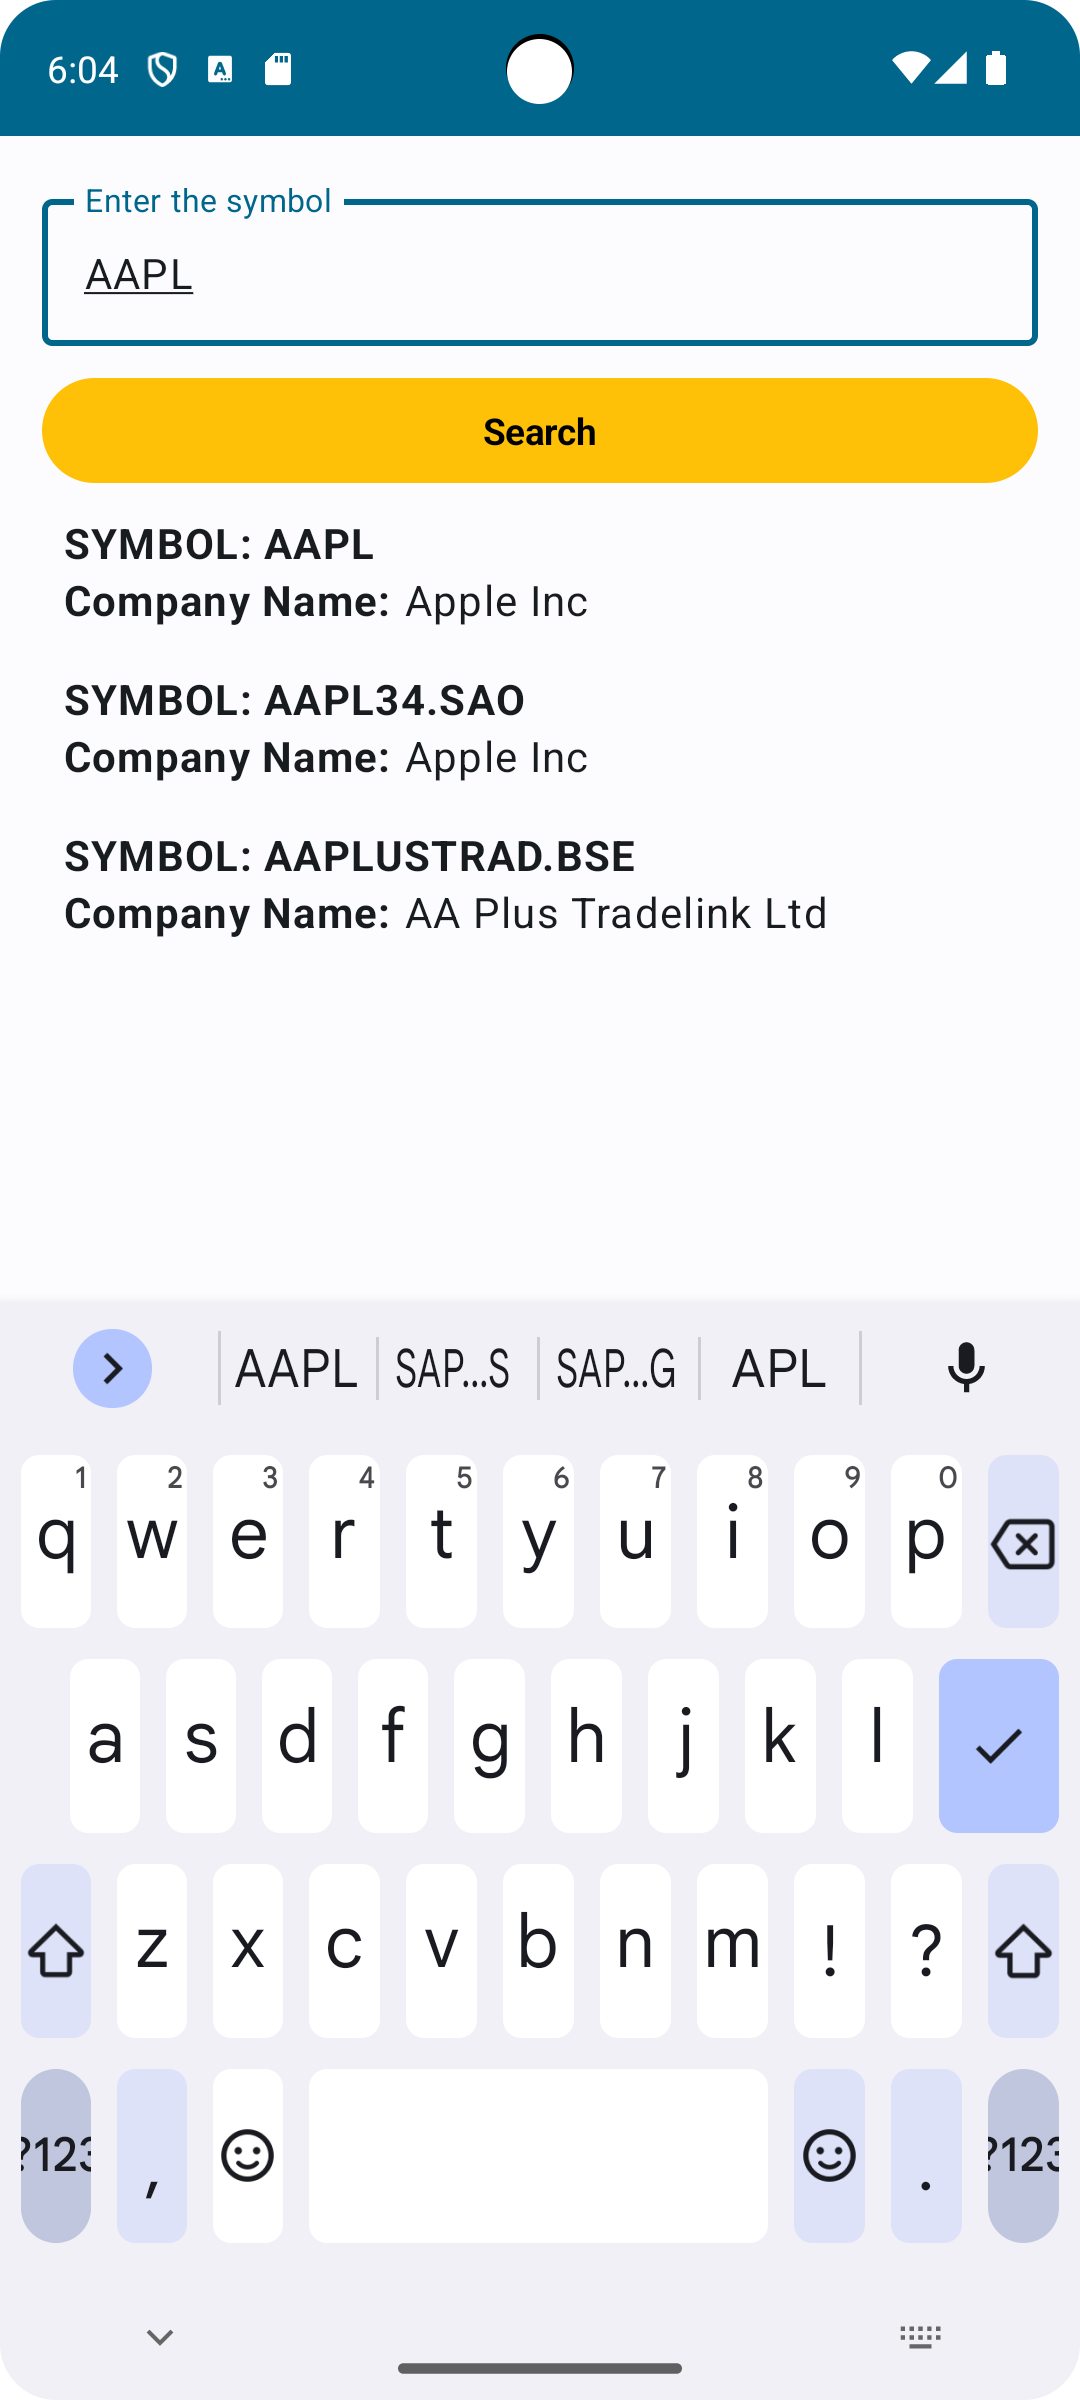 6:04
Enter the symbol
AAPL
Search
SYMBOL: AAPL
Company Name: Apple Inc
SYMBOL: AAPL34.SAO
Company Name: Apple Inc
SYMBOL: AAPLUSTRAD.BSE
Company Name: AA Plus Tradelink Ltd
AAPL SAP...S SAP...G APL
1 2 3 4 5 6 7 8 9 0
q w e r t y u i o p
a s d f g h j k l
z x c v b n m ! ?
?123 , . ?123